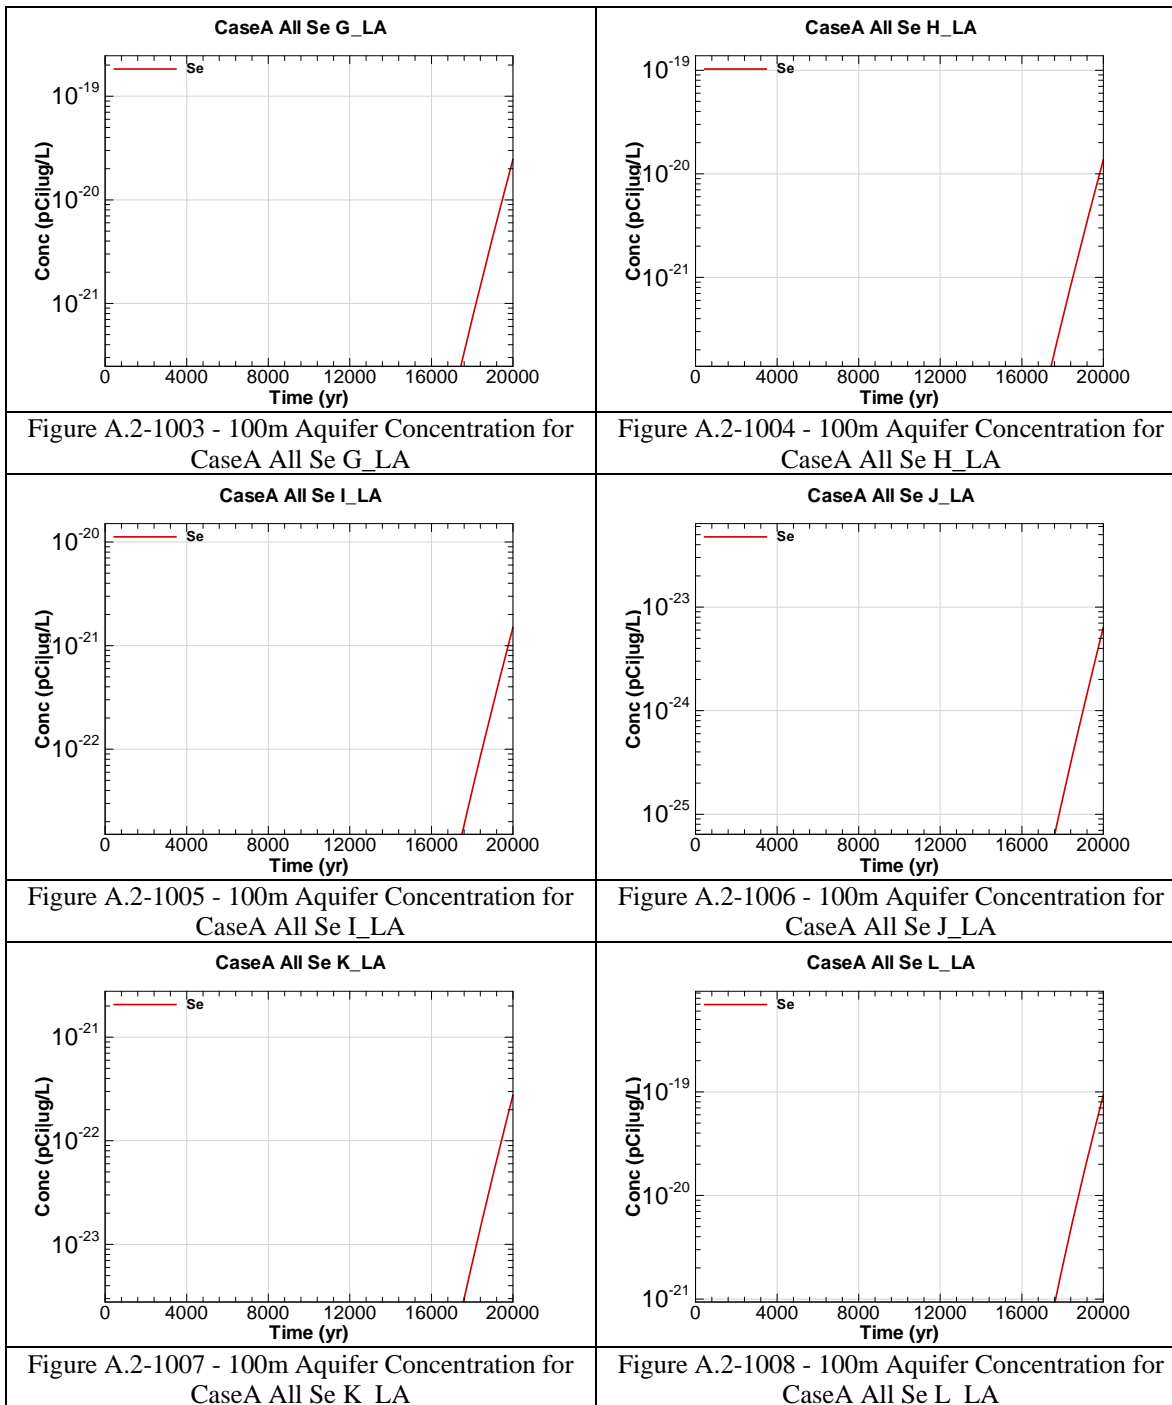 CaseA All Se G_LA
Se
10-19
10-20
10-21
Conc (pCi|ug/L)
0 4000 8000 12000 16000 20000
Time (yr)
Figure A.2-1003 - 100m Aquifer Concentration for
CaseA All Se G_LA
CaseA All Se H_LA
Se
10-19
10-20
10-21
Conc (pCi|ug/L)
0 4000 8000 12000 16000 20000
Time (yr)
Figure A.2-1004 - 100m Aquifer Concentration for
CaseA All Se H_LA
CaseA All Se I_LA
Se
10-20
10-21
10-22
Conc (pCi|ug/L)
0 4000 8000 12000 16000 20000
Time (yr)
Figure A.2-1005 - 100m Aquifer Concentration for
CaseA All Se I_LA
CaseA All Se J_LA
Se
10-23
10-24
10-25
Conc (pCi|ug/L)
0 4000 8000 12000 16000 20000
Time (yr)
Figure A.2-1006 - 100m Aquifer Concentration for
CaseA All Se J_LA
CaseA All Se K_LA
Se
10-21
10-22
10-23
Conc (pCi|ug/L)
0 4000 8000 12000 16000 20000
Time (yr)
Figure A.2-1007 - 100m Aquifer Concentration for
CaseA All Se K_LA
CaseA All Se L_LA
Se
10-19
10-20
10-21
Conc (pCi|ug/L)
0 4000 8000 12000 16000 20000
Time (yr)
Figure A.2-1008 - 100m Aquifer Concentration for
CaseA All Se L_LA